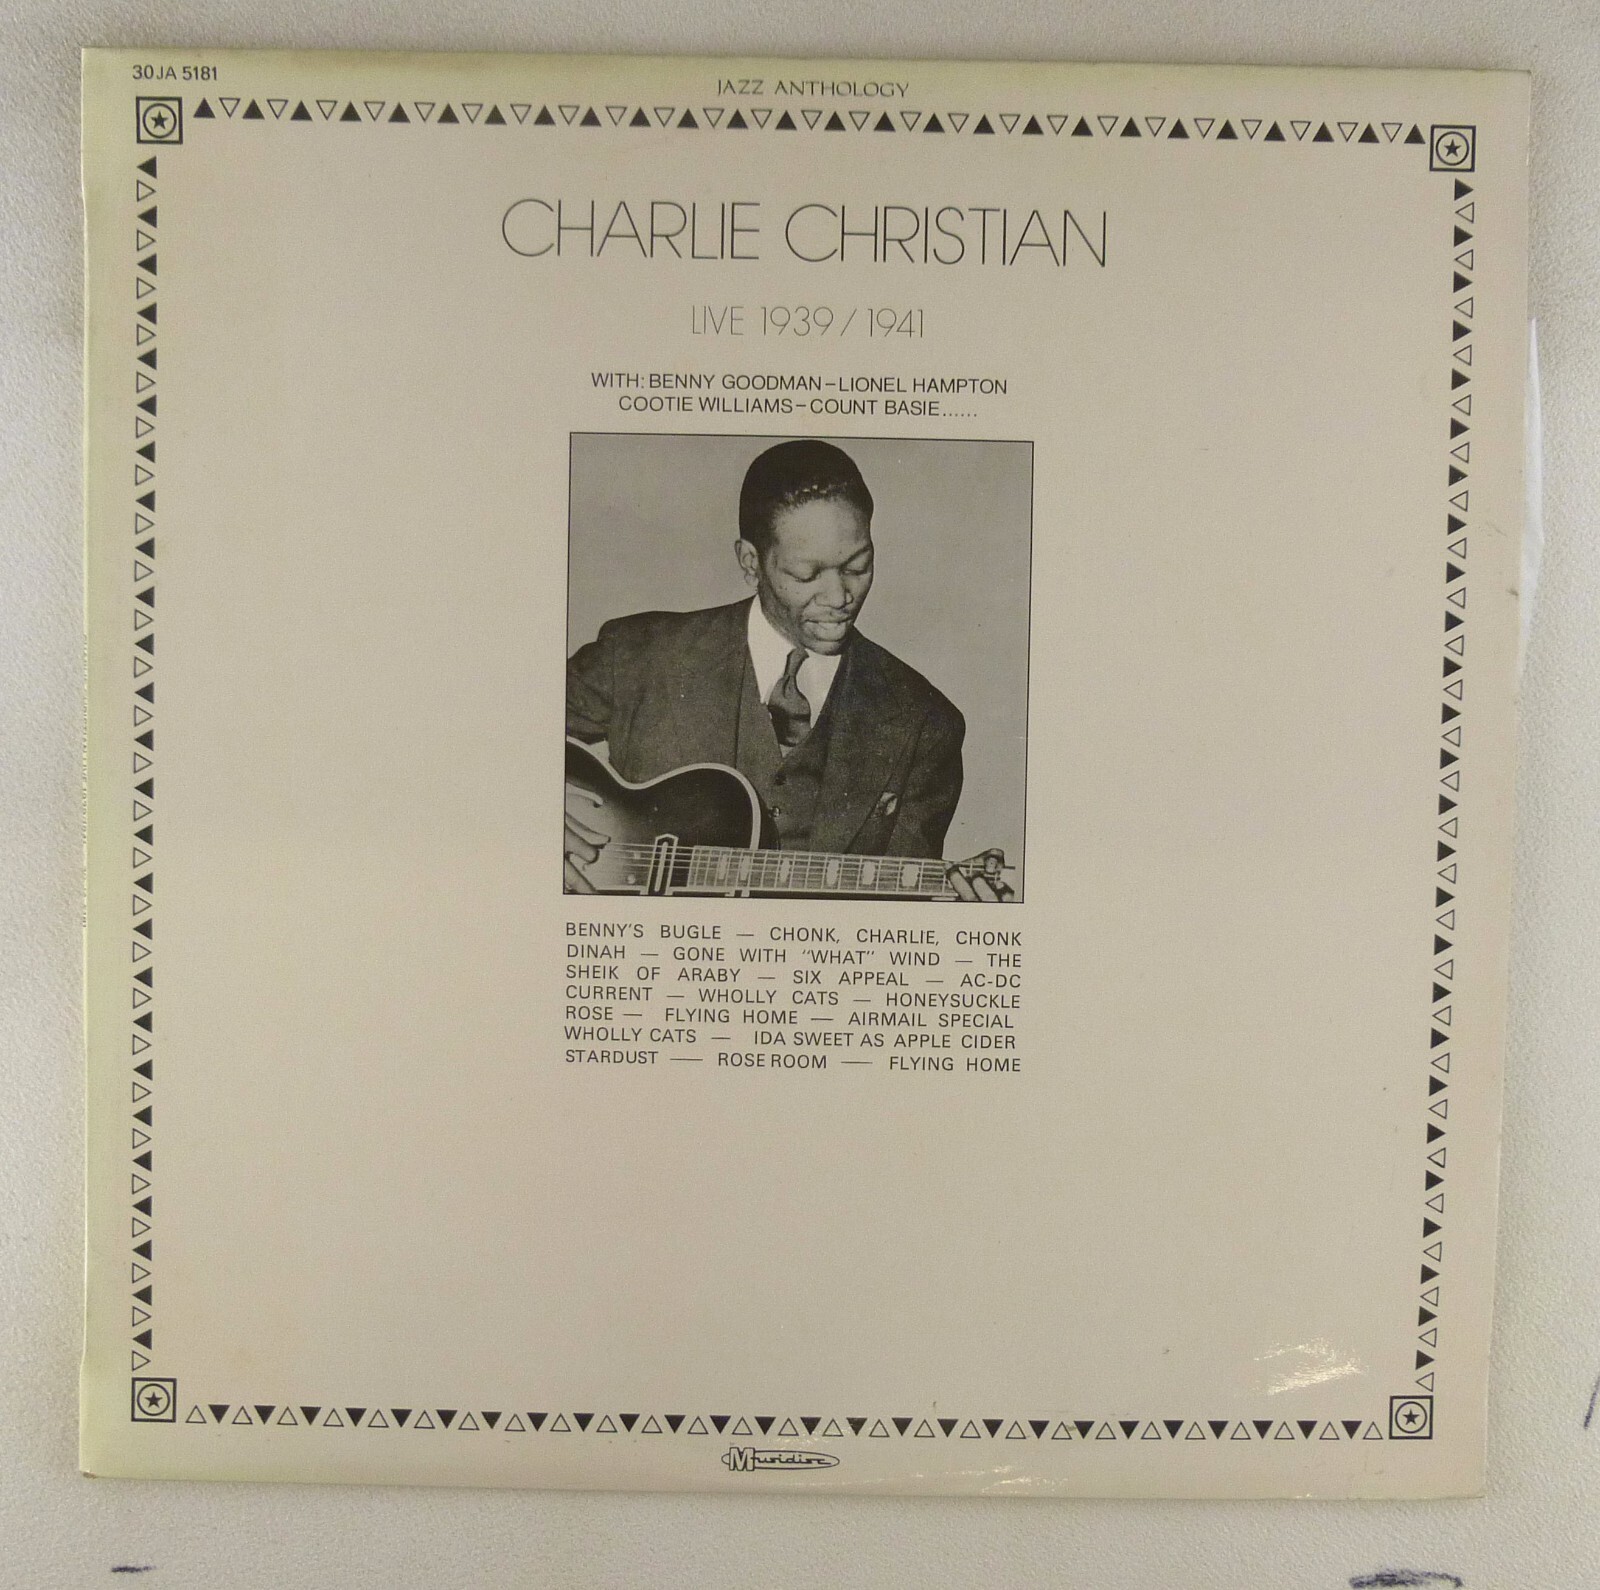 30 JA 5181
JAZZ ANTHOLOGY
CHARLIE CHRISTIAN
LIVE 1939 / 1941
WITH: BENNY GOODMAN – LIONEL HAMPTON
COOTIE WILLIAMS – COUNT BASIE......
BENNY'S BUGLE — CHONK, CHARLIE, CHONK
DINAH — GONE WITH "WHAT" WIND — THE
SHEIK OF ARABY — SIX APPEAL — AC-DC
CURRENT — WHOLLY CATS — HONEYSUCKLE
ROSE — FLYING HOME — AIRMAIL SPECIAL
WHOLLY CATS — IDA SWEET AS APPLE CIDER
STARDUST — ROSE ROOM — FLYING HOME
Musidisc